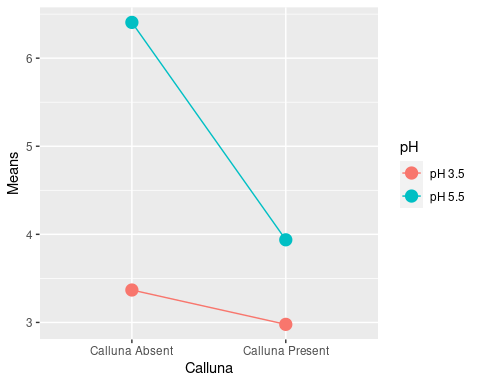 Means
6
5
4
3
Calluna Absent
Calluna Present
Calluna
pH
pH 3.5
pH 5.5